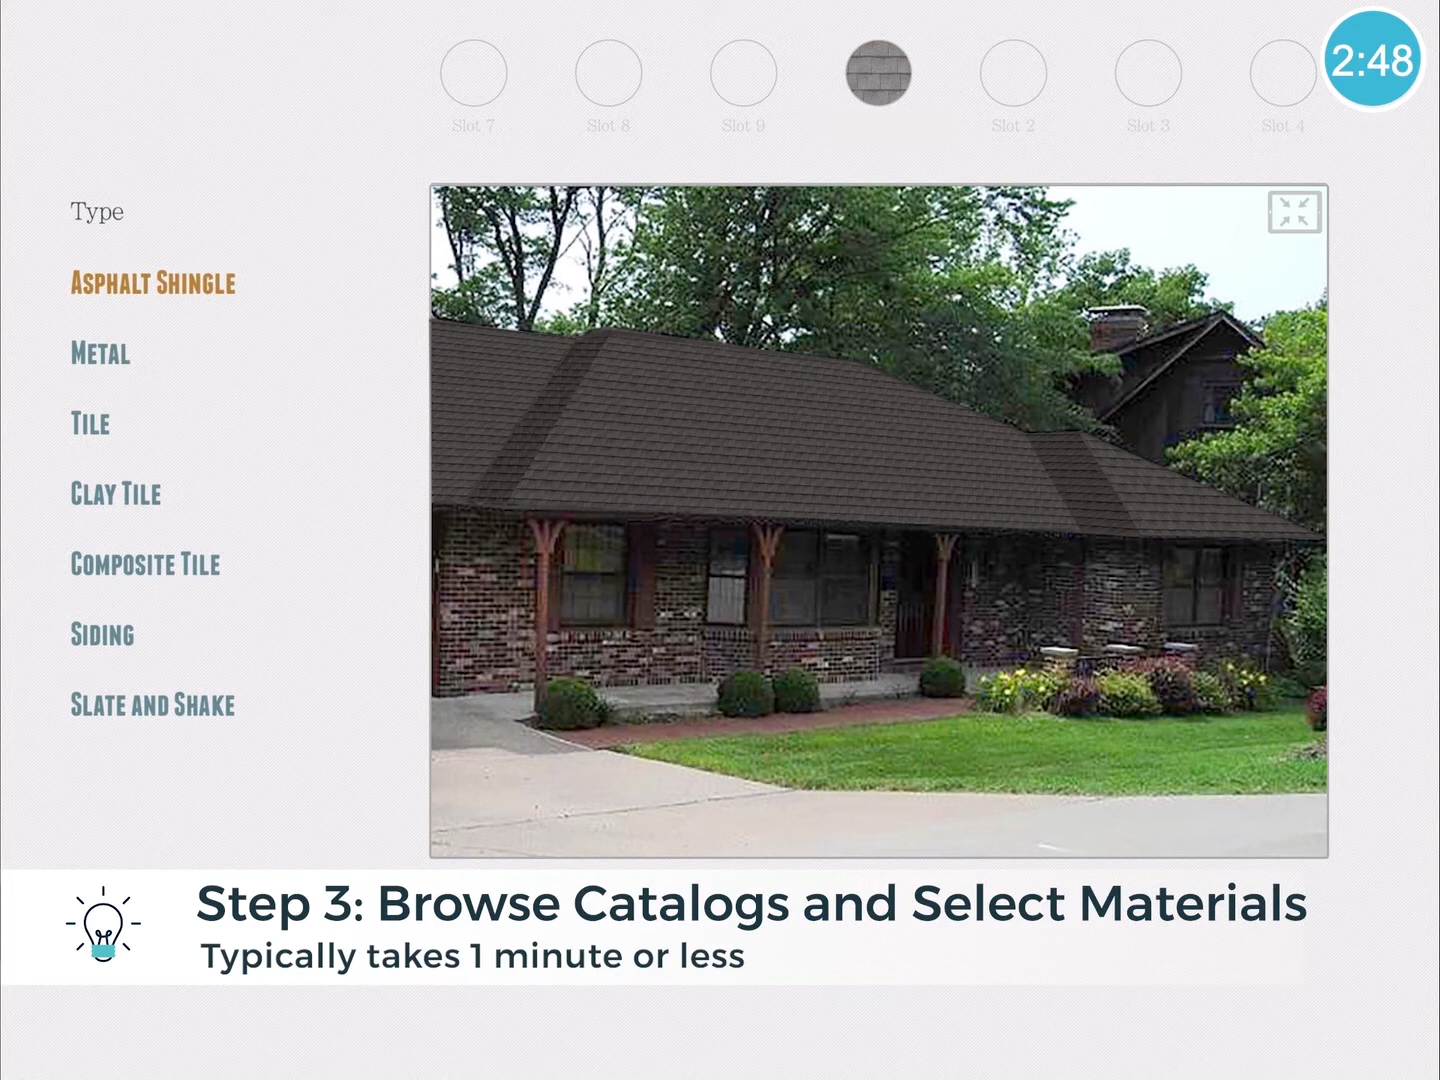 2:48
Slot 7
Slot 8
Slot 9
Slot 2
Slot 3
Slot 4
Type
ASPHALT SHINGLE
METAL
TILE
CLAY TILE
COMPOSITE TILE
SIDING
SLATE AND SHAKE
Step 3: Browse Catalogs and Select Materials
Typically takes 1 minute or less